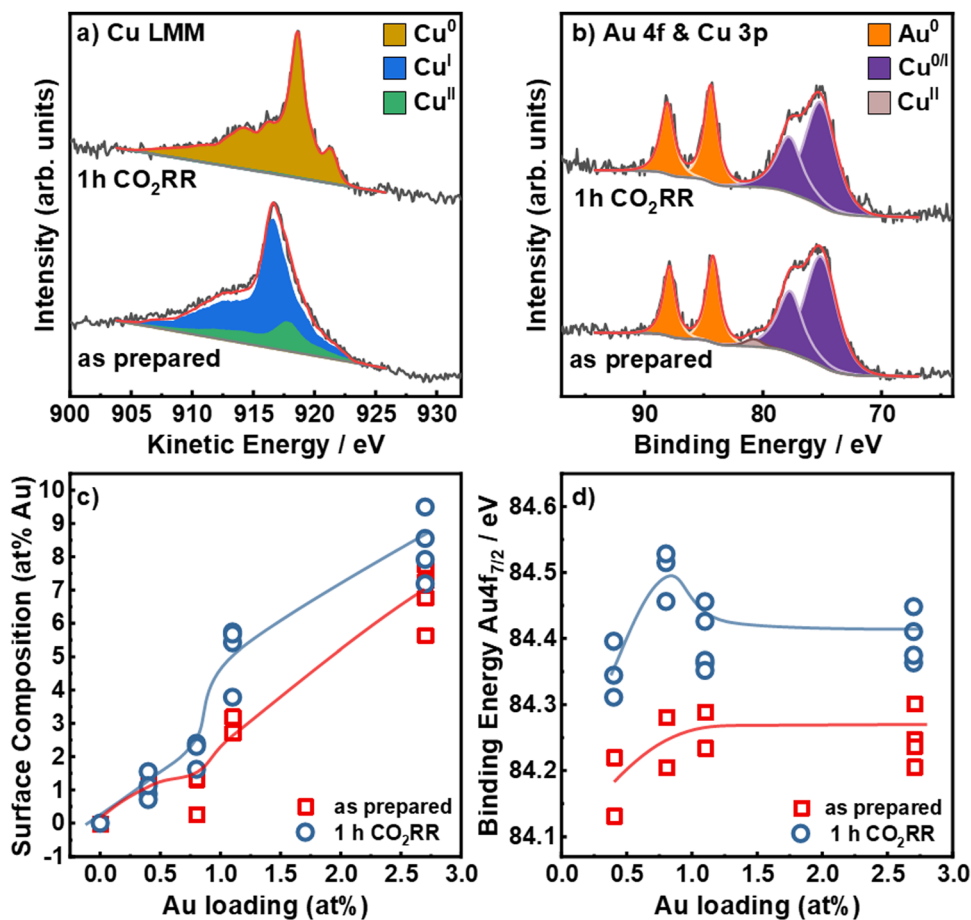 a) Cu LMM
Cu⁰
Cuᴵ
Cuᴵᴵ
1h CO₂RR
as prepared
Intensity (arb. units)
900 905 910 915 920 925 930
Kinetic Energy / eV
b) Au 4f & Cu 3p
Au⁰
Cu⁰/ᴵ
Cuᴵᴵ
1h CO₂RR
as prepared
Intensity (arb. units)
90 80 70
Binding Energy / eV
c)
Surface Composition (at% Au)
10
9
8
7
6
5
4
3
2
1
0
-1
as prepared
1 h CO₂RR
0.0 0.5 1.0 1.5 2.0 2.5 3.0
Au loading (at%)
d)
Binding Energy Au4f₇/₂ / eV
84.6
84.5
84.4
84.3
84.2
84.1
as prepared
1 h CO₂RR
0.0 0.5 1.0 1.5 2.0 2.5 3.0
Au loading (at%)